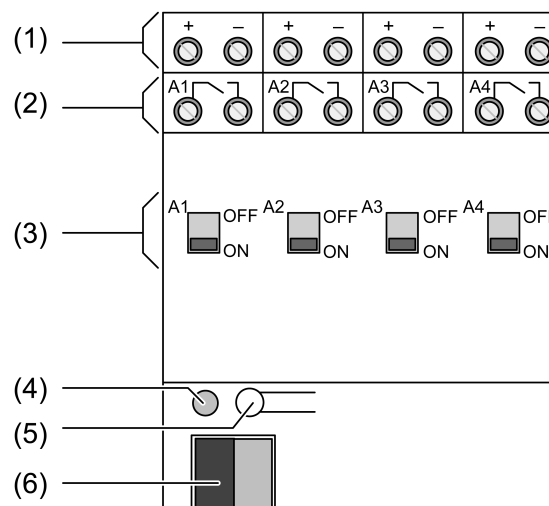 (1) + – + – + – + –
(2) A1 A2 A3 A4
(3) A1 OFF ON A2 OFF ON A3 OFF ON A4 OF ON
(4)
(5)
(6)